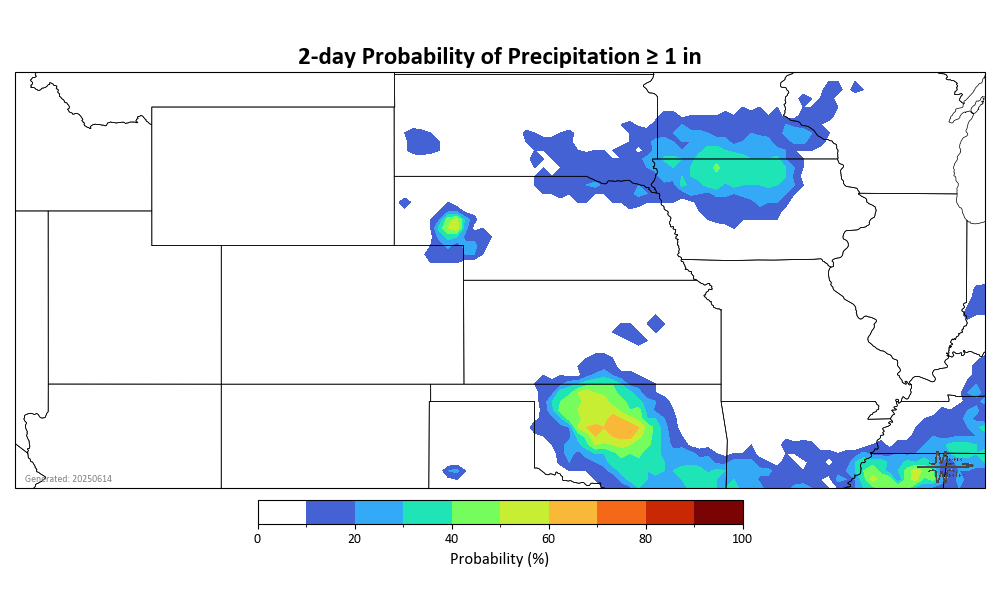 2-day Probability of Precipitation ≥ 1 in
Generated: 20250614
0 20 40 60 80 100
Probability (%)